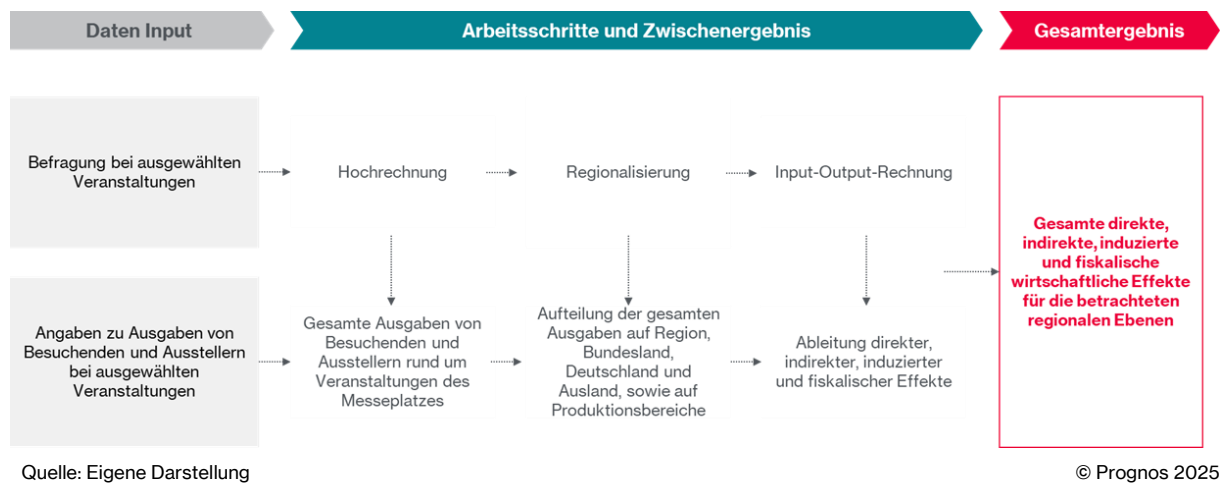 Daten Input
Arbeitsschritte und Zwischenergebnis
Gesamtergebnis
Befragung bei ausgewählten
Veranstaltungen
Hochrechnung
Regionalisierung
Input-Output-Rechnung
Angaben zu Ausgaben von
Besuchenden und Ausstellern
bei ausgewählten
Veranstaltungen
Gesamte Ausgaben von
Besuchenden und
Ausstellern rund um
Veranstaltungen des
Messeplatzes
Aufteilung der gesamten
Ausgaben auf Region,
Bundesland,
Deutschland und
Ausland, sowie auf
Produktionsbereiche
Ableitung direkter,
indirekter, induzierter
und fiskalischer Effekte
Gesamte direkte,
indirekte, induzierte
und fiskalische
wirtschaftliche Effekte
für die betrachteten
regionalen Ebenen
Quelle: Eigene Darstellung
© Prognos 2025